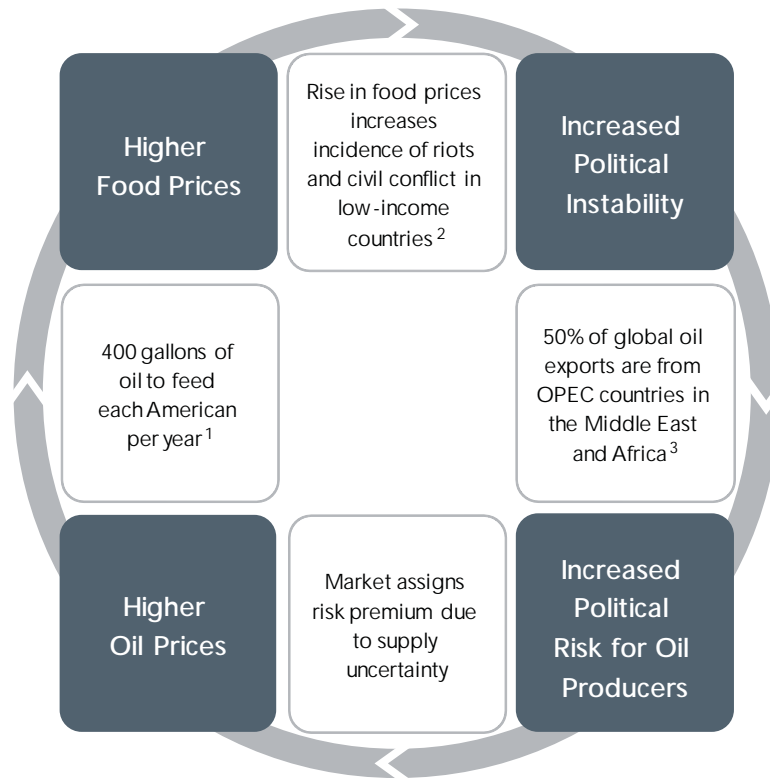 Higher
Food Prices
Rise in food prices
increases
incidence of riots
and civil conflict in
low-income
countries 2
Increased
Political
Instability
400 gallons of
oil to feed
each American
per year 1
50% of global oil
exports are from
OPEC countries in
the Middle East
and Africa 3
Higher
Oil Prices
Market assigns
risk premium due
to supply
uncertainty
Increased
Political
Risk for Oil
Producers